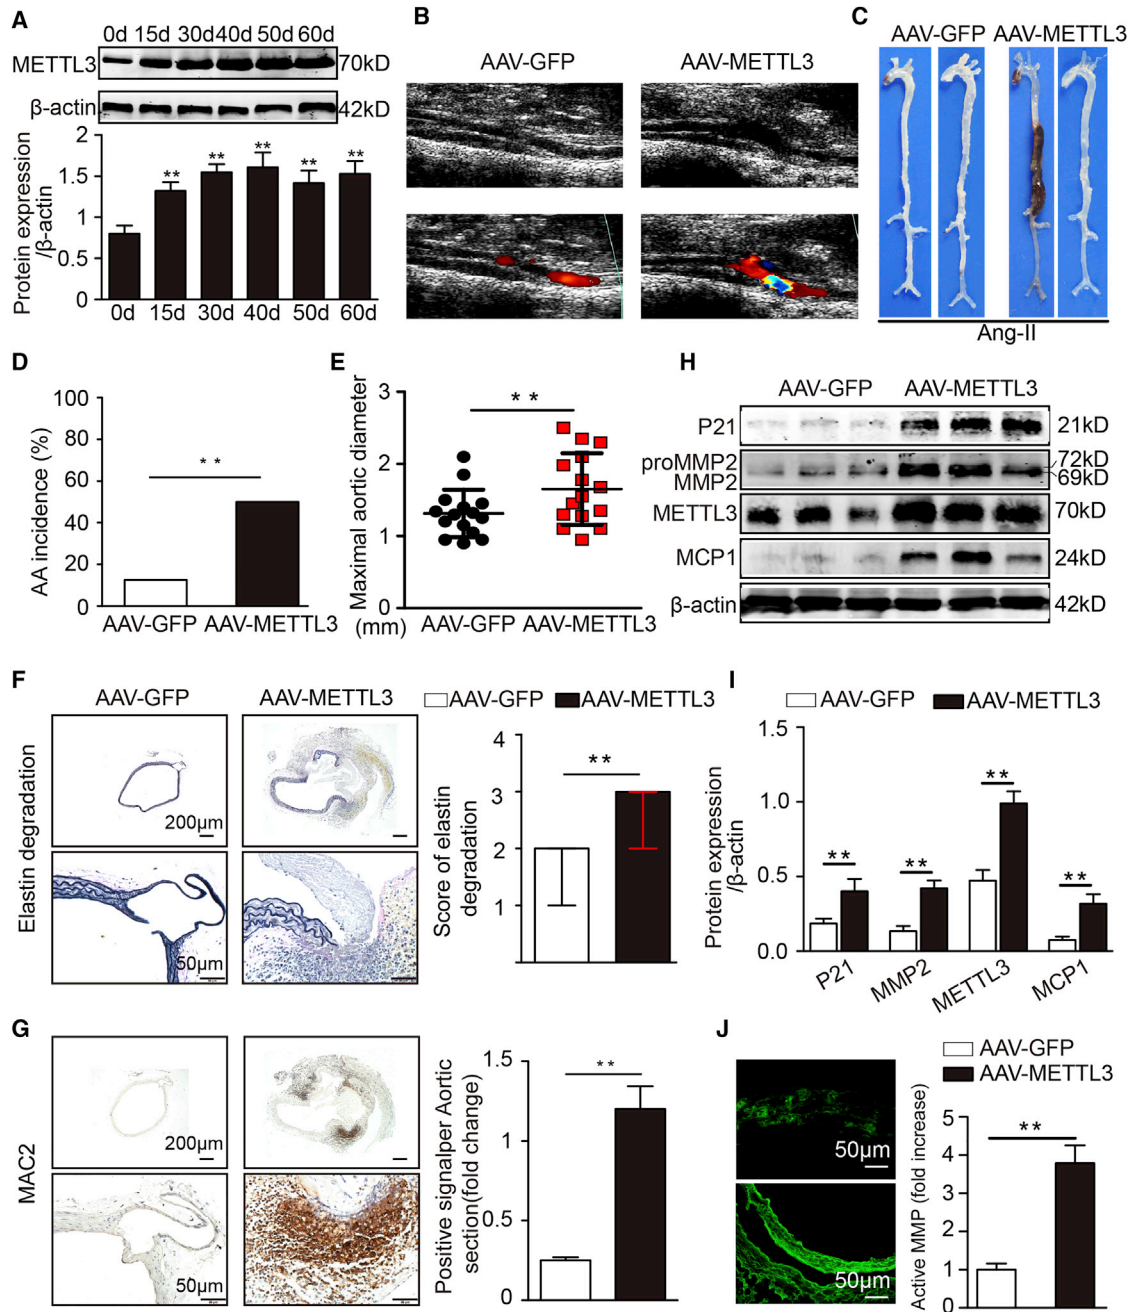 A
0d 15d 30d 40d 50d 60d
METTL3 70kD
β-actin 42kD
Protein expression
/β-actin
2
1.5
1
0.5
0
** ** ** ** **
0d 15d 30d 40d 50d 60d
B
AAV-GFP AAV-METTL3
C
AAV-GFP AAV-METTL3
Ang-II
D
AA incidence (%)
100
80
60
40
20
0
**
AAV-GFP AAV-METTL3
E
Maximal aortic diameter
(mm)
3
2
1
0
**
AAV-GFP AAV-METTL3
H
AAV-GFP AAV-METTL3
P21 21kD
proMMP2 72kD
MMP2 69kD
METTL3 70kD
MCP1 24kD
β-actin 42kD
F
AAV-GFP AAV-METTL3
Elastin degradation
200μm
50μm
AAV-GFP AAV-METTL3
Score of elastin
degradation
4
3
2
1
**
I
AAV-GFP AAV-METTL3
Protein expression
/β-actin
1.5
1.0
0.5
0.0
** ** ** **
P21 MMP2 METTL3 MCP1
G
MAC2
200μm
50μm
Positive signalper Aortic
section(fold change)
1.5
1
0.5
0
**
J
50μm
50μm
AAV-GFP
AAV-METTL3
Active MMP (fold increase)
5
4
3
2
1
0
**